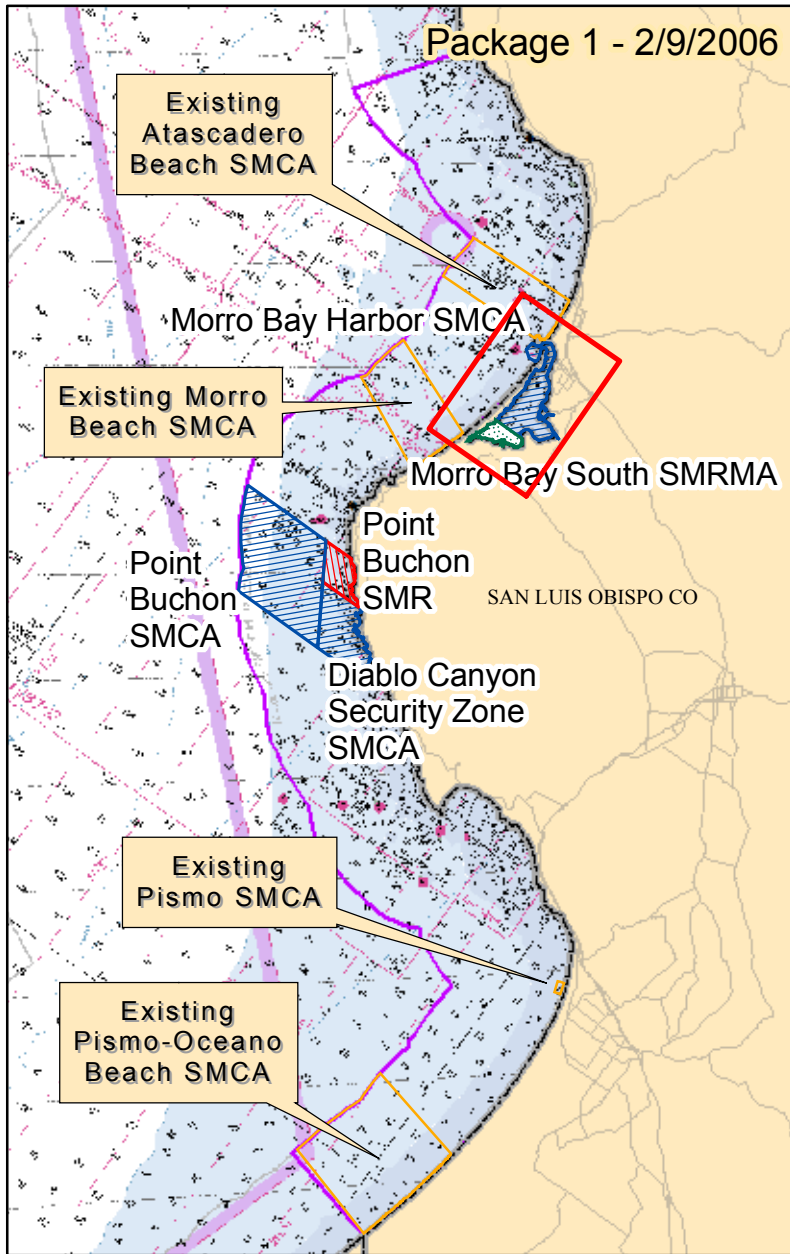 Package 1 - 2/9/2006
Existing
Atascadero
Beach SMCA
Morro Bay Harbor SMCA
Existing Morro
Beach SMCA
Morro Bay South SMRMA
Point
Buchon
SMR
Point
Buchon
SMCA
SAN LUIS OBISPO CO
Diablo Canyon
Security Zone
SMCA
Existing
Pismo SMCA
Existing
Pismo-Oceano
Beach SMCA